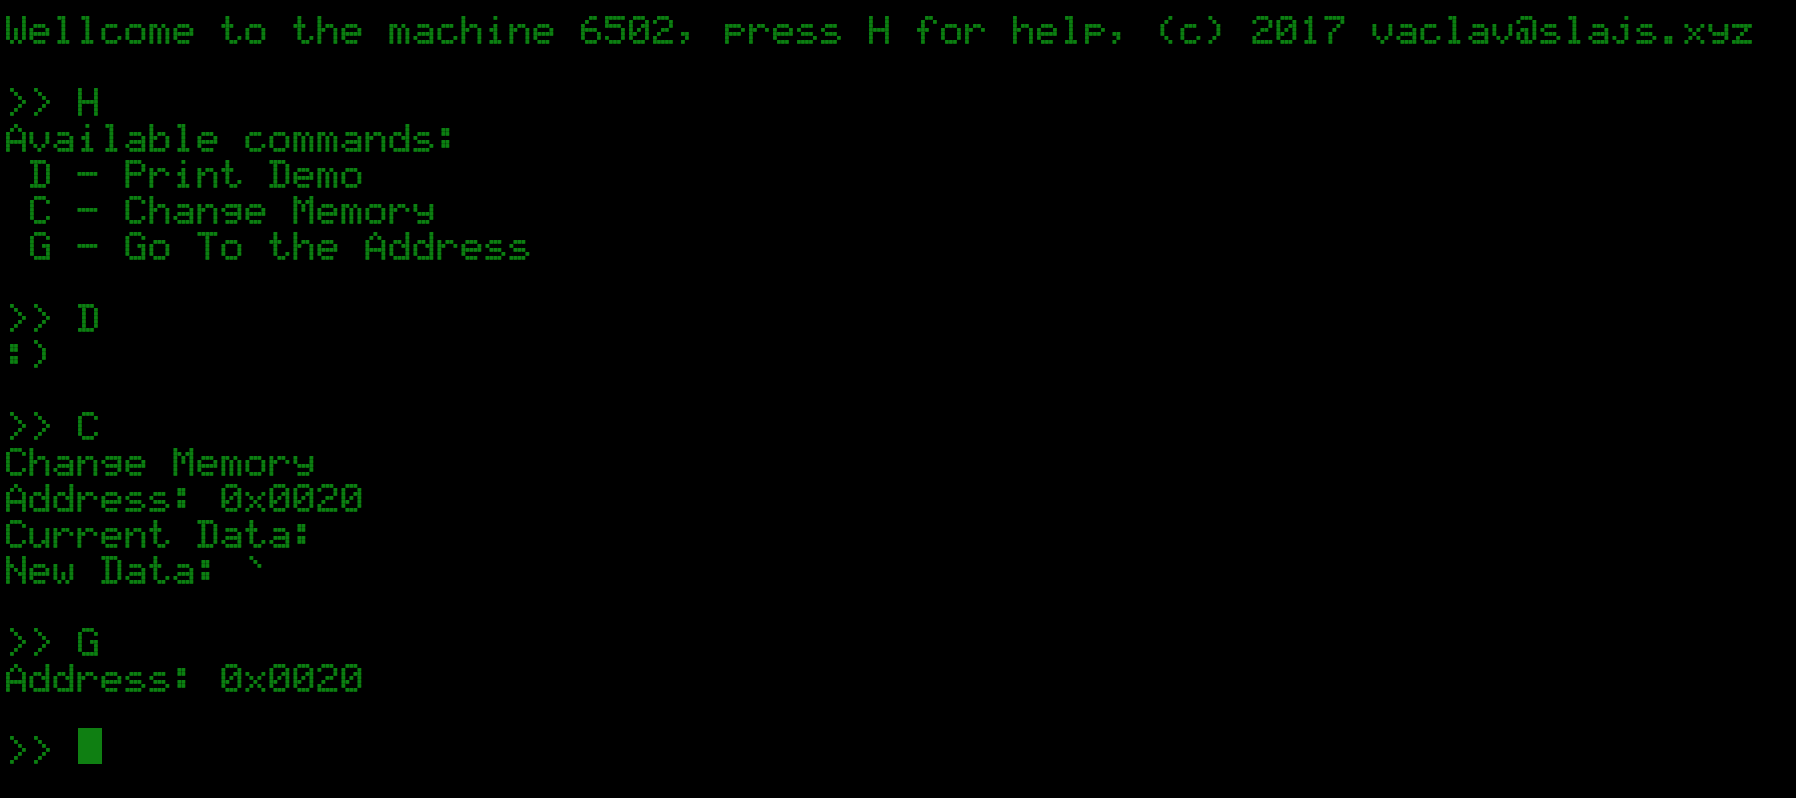 Wellcome to the machine 6502, press H for help, (c) 2017 vaclav@slajs.xyz
>> H
Available commands:
 D - Print Demo
 C - Change Memory
 G - Go To the Address
>> D
:)
>> C
Change Memory
Address: 0x0020
Current Data:
New Data: `
>> G
Address: 0x0020
>>